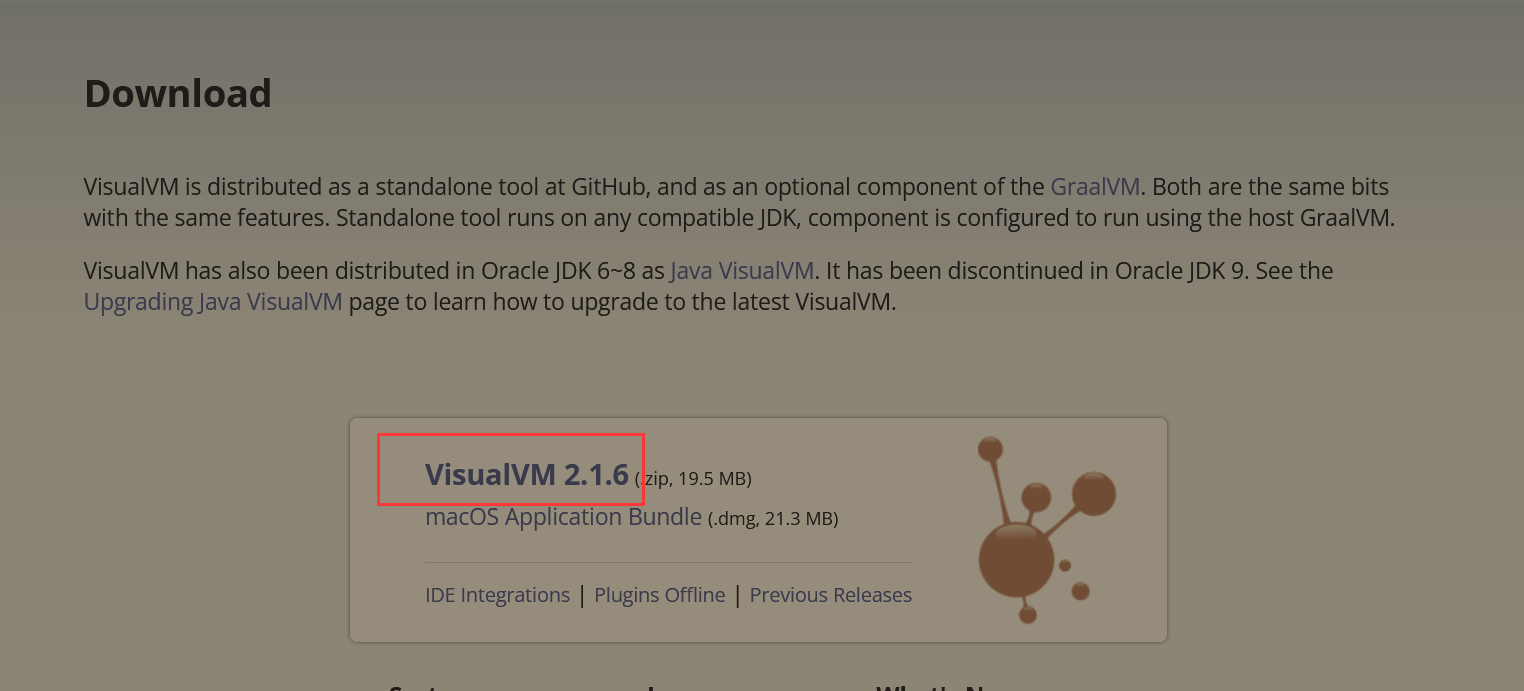 Download
VisualVM is distributed as a standalone tool at GitHub, and as an optional component of the GraalVM. Both are the same bits
with the same features. Standalone tool runs on any compatible JDK, component is configured to run using the host GraalVM.
VisualVM has also been distributed in Oracle JDK 6~8 as Java VisualVM. It has been discontinued in Oracle JDK 9. See the
Upgrading Java VisualVM page to learn how to upgrade to the latest VisualVM.
VisualVM 2.1.6 (.zip, 19.5 MB)
macOS Application Bundle (.dmg, 21.3 MB)
IDE Integrations | Plugins Offline | Previous Releases